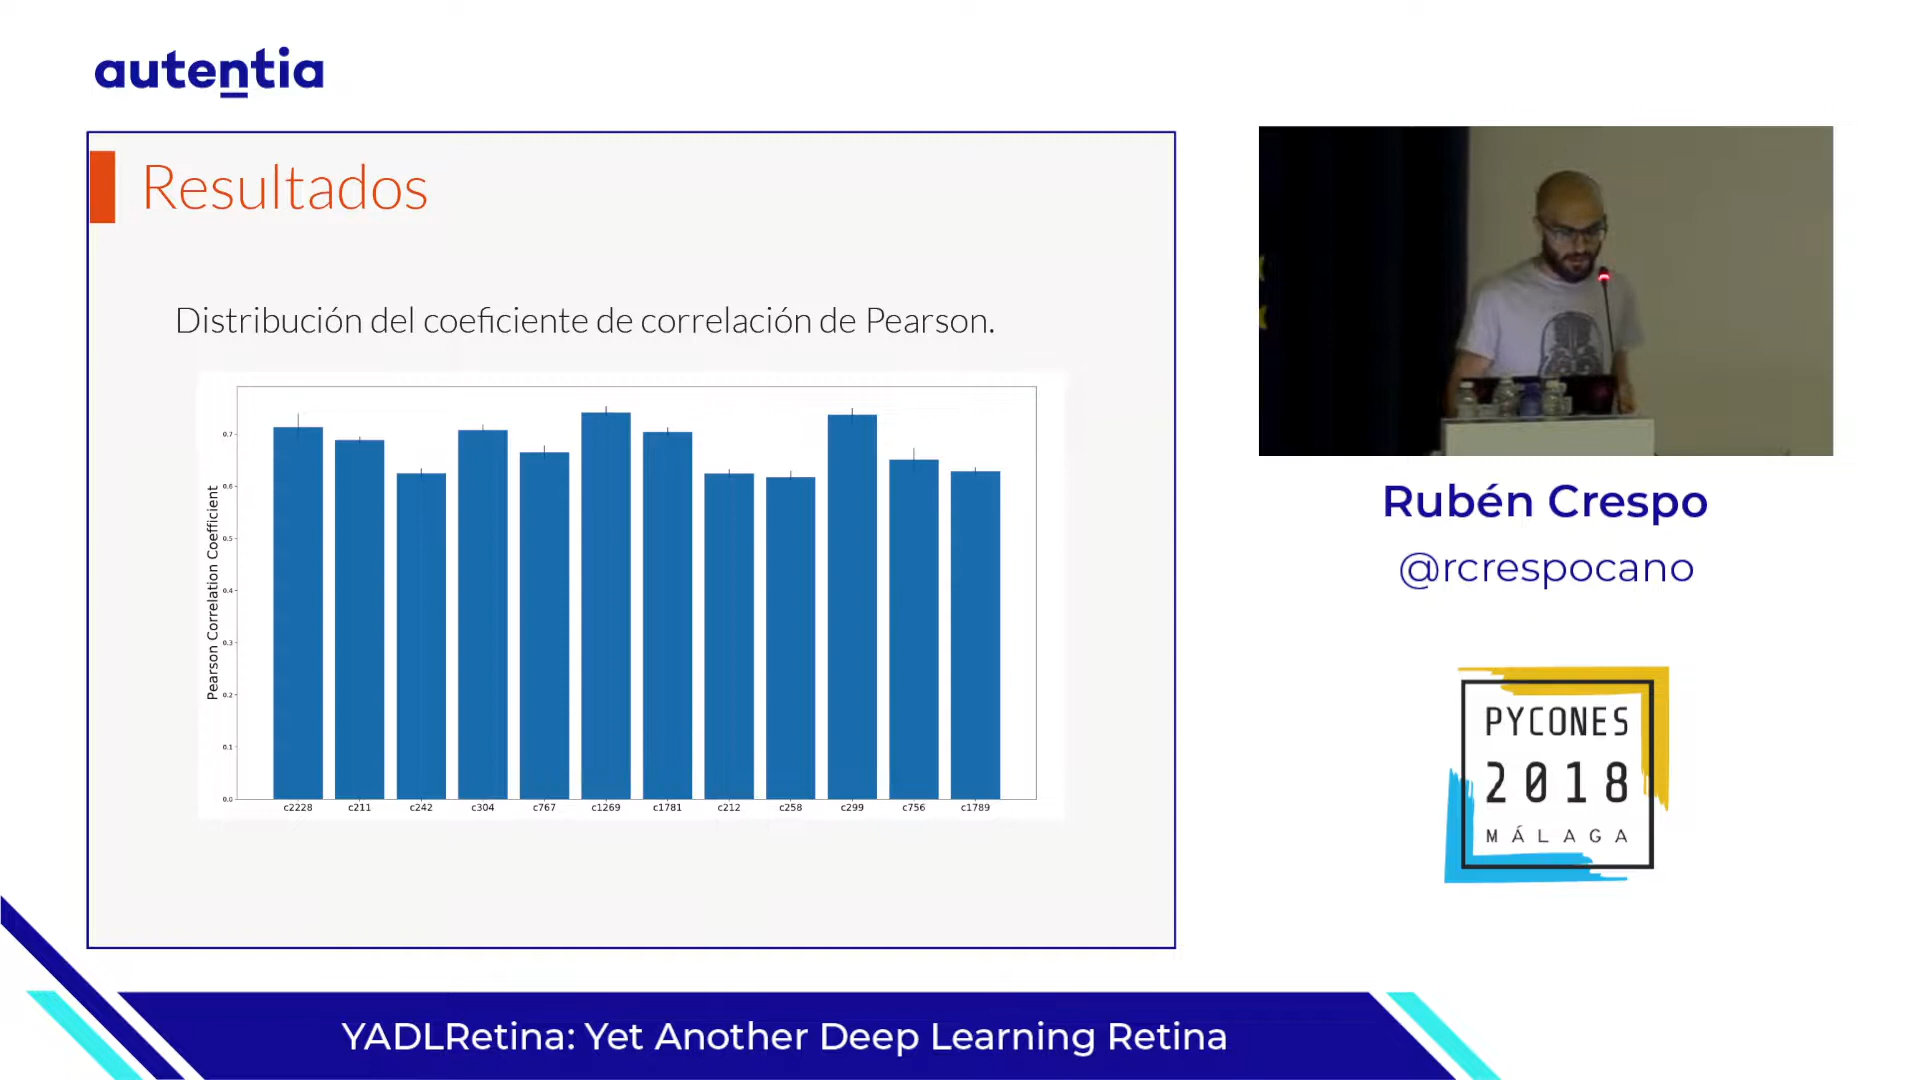 autentia
Resultados
Distribución del coeficiente de correlación de Pearson.
Pearson Correlation Coefficient
0.7
0.6
0.5
0.4
0.3
0.2
0.1
0.0
c2228 c211 c242 c304 c767 c1269 c1781 c212 c258 c299 c756 c1789
Rubén Crespo
@rcrespocano
PYCONES
2018
MÁLAGA
YADLRetina: Yet Another Deep Learning Retina